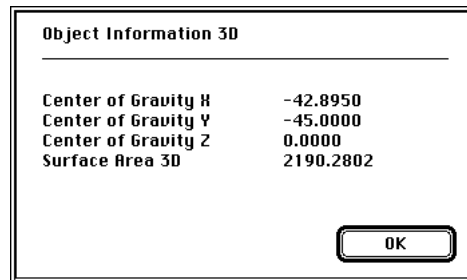 Object Information 3D
Center of Gravity X -42.8950
Center of Gravity Y -45.0000
Center of Gravity Z 0.0000
Surface Area 3D 2190.2802
OK